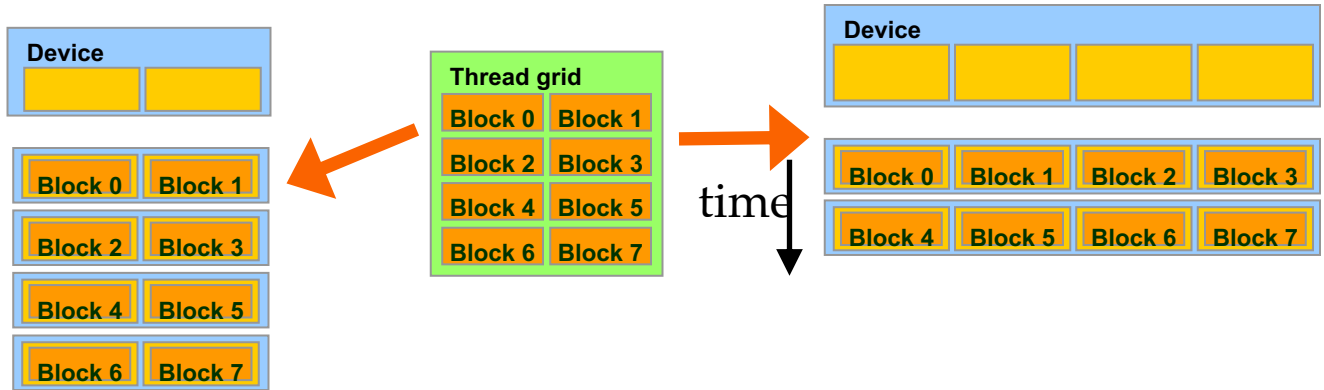 Device
Block 0 Block 1
Block 2 Block 3
Block 4 Block 5
Block 6 Block 7
Thread grid
Block 0 Block 1
Block 2 Block 3
Block 4 Block 5
Block 6 Block 7
time
Device
Block 0 Block 1 Block 2 Block 3
Block 4 Block 5 Block 6 Block 7